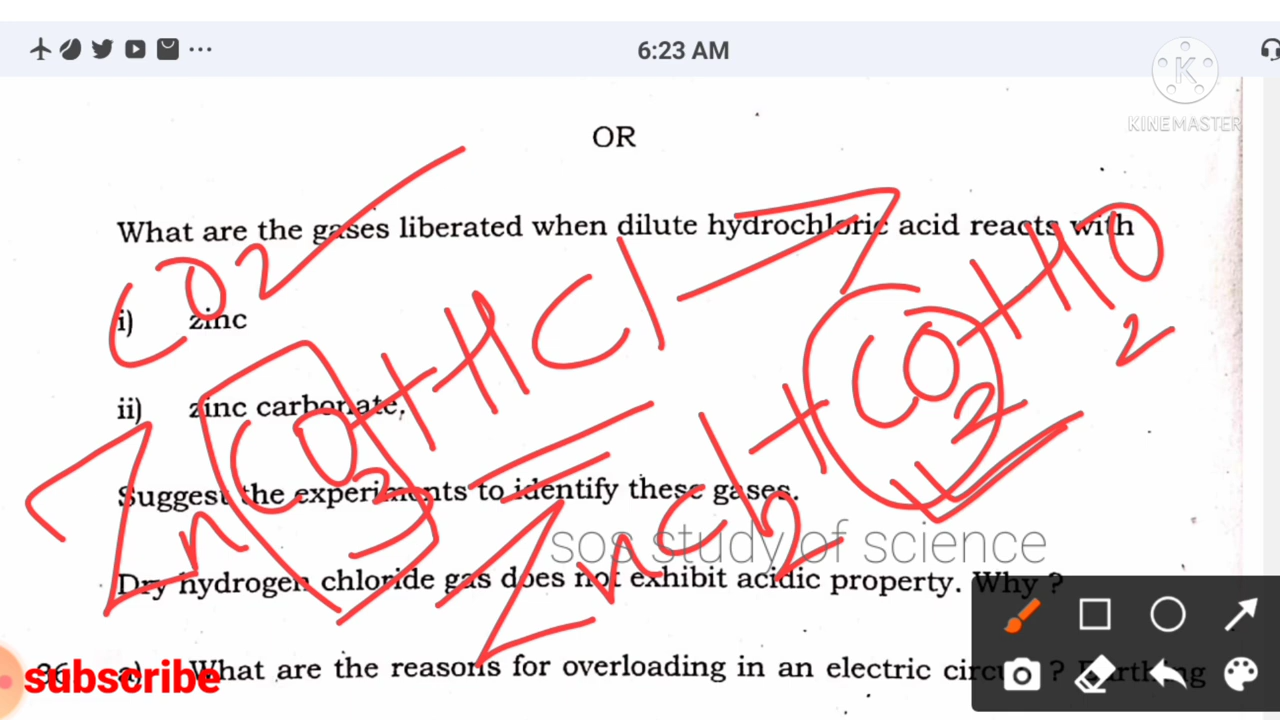 6:23 AM
KINEMASTER
OR
What are the gases liberated when dilute hydrochloric acid reacts with
CO2
i) zinc
ii) zinc carbonate,
ZnCO3+HCl→
ZnCl2+CO2+H2O
Suggest the experiments to identify these gases.
sos study of science
Dry hydrogen chloride gas does not exhibit acidic property. Why ?
a) What are the reasons for overloading in an electric circ ?
subscribe